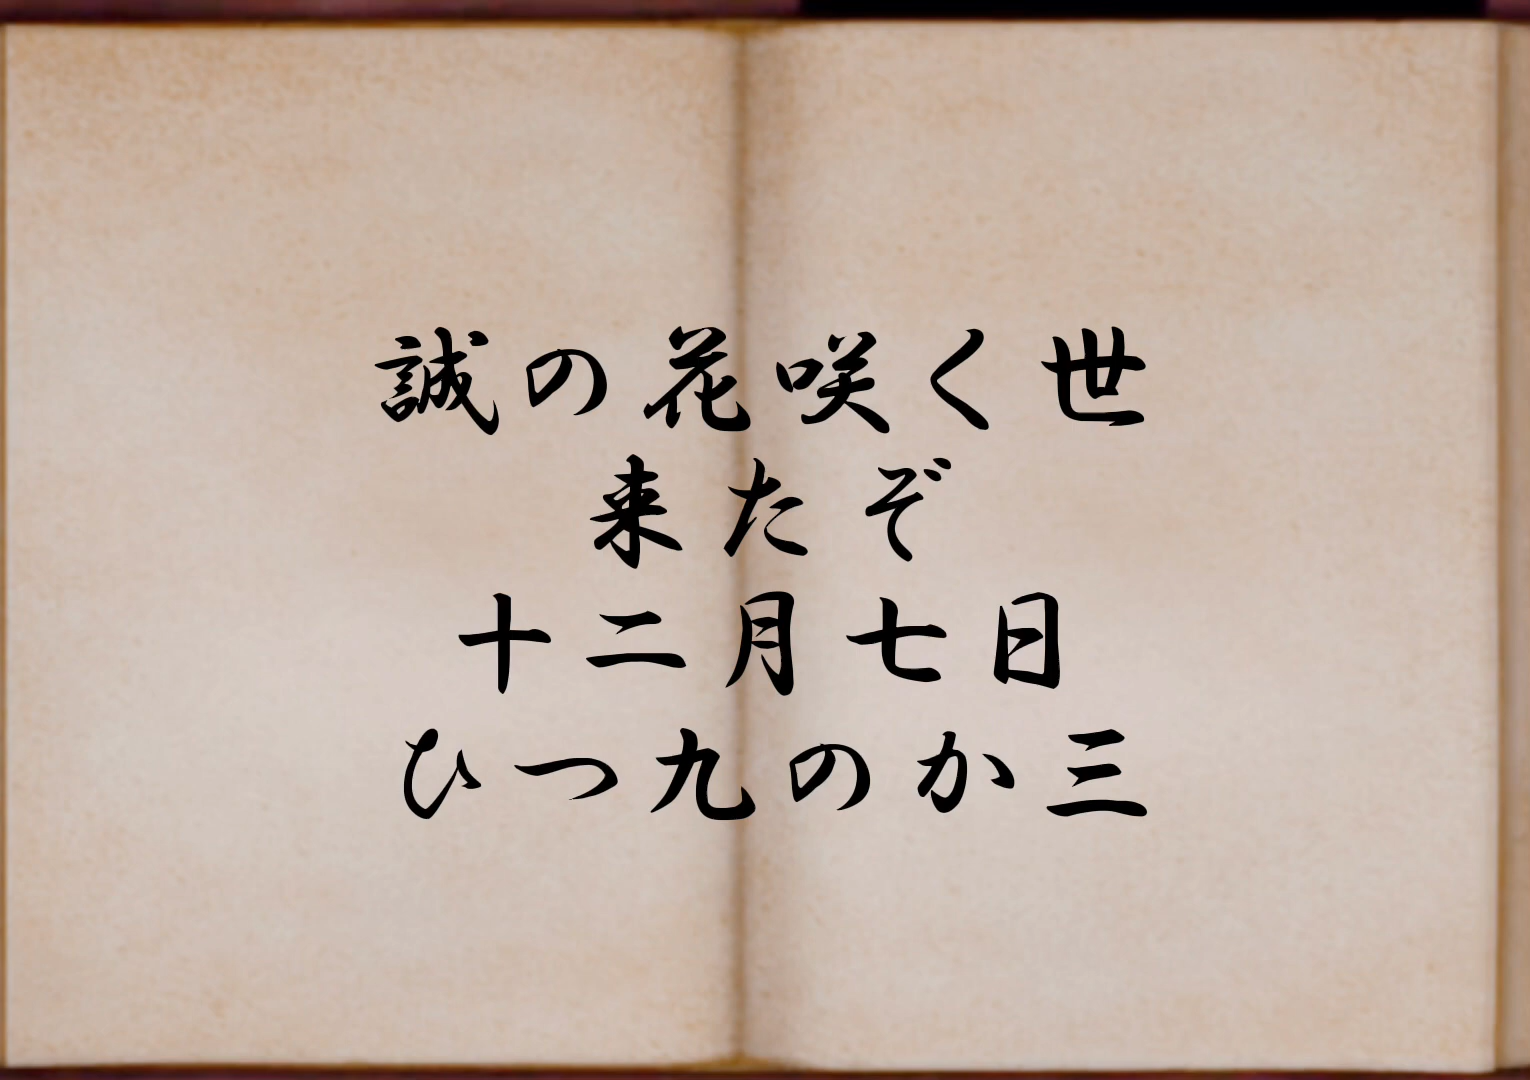 誠の花咲く世
来たぞ
十二月七日
ひつ九のか三